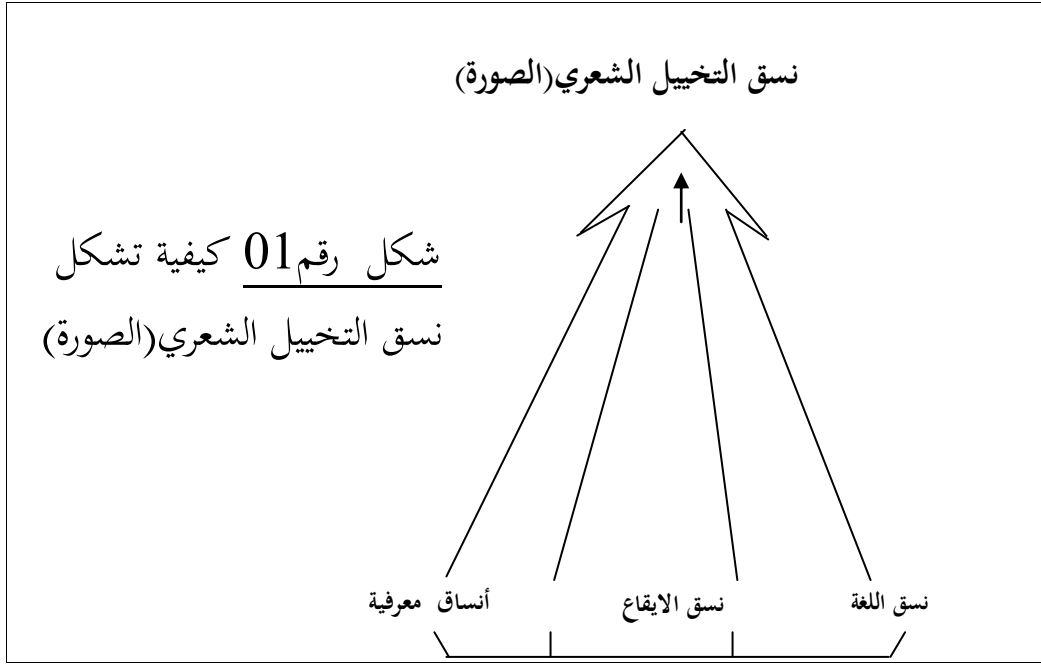 نسق التخييل الشعري(الصورة)
شكل رقم01 كيفية تشكل
نسق التخييل الشعري(الصورة)
نسق اللغة نسق الايقاع أنساق معرفية